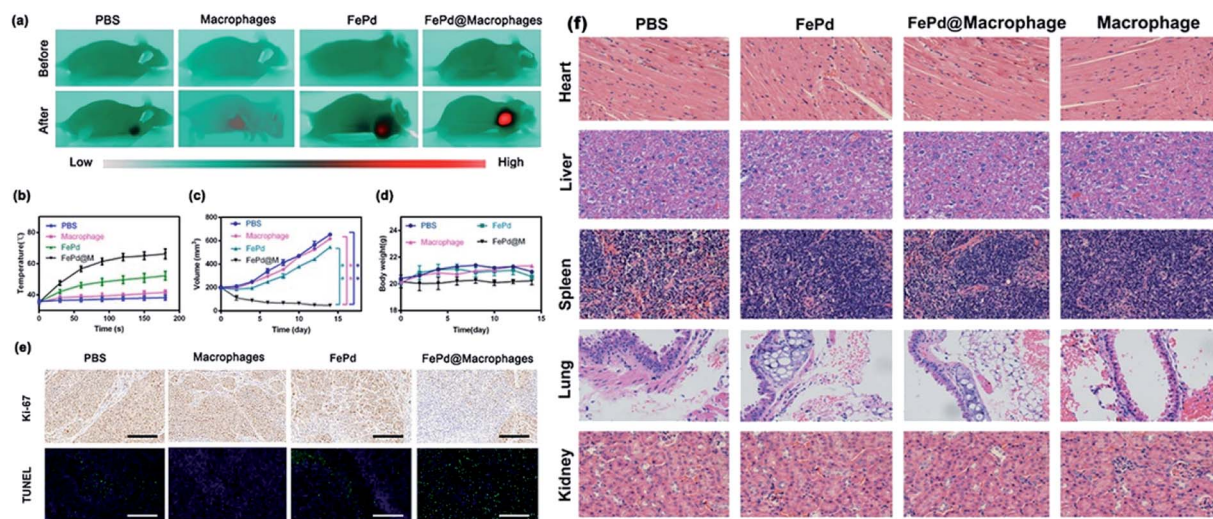 (a)
PBS
Macrophages
FePd
FePd@Macrophages
Before
After
Low
High
(b)
PBS
Macrophage
FePd
FePd@M
Temperature(℃)
80
60
40
0
50
100
150
200
Time (s)
(c)
PBS
Macrophage
FePd
FePd@M
Volume (mm³)
800
600
400
200
0
0
5
10
15
Time (day)
* * *
* * *
(d)
PBS
FePd
Macrophage
FePd@M
Body weight(g)
24
22
20
18
0
5
10
15
Time(day)
(e)
PBS
Macrophages
FePd
FePd@Macrophages
Ki-67
TUNEL
(f)
PBS
FePd
FePd@Macrophage
Macrophage
Heart
Liver
Spleen
Lung
Kidney